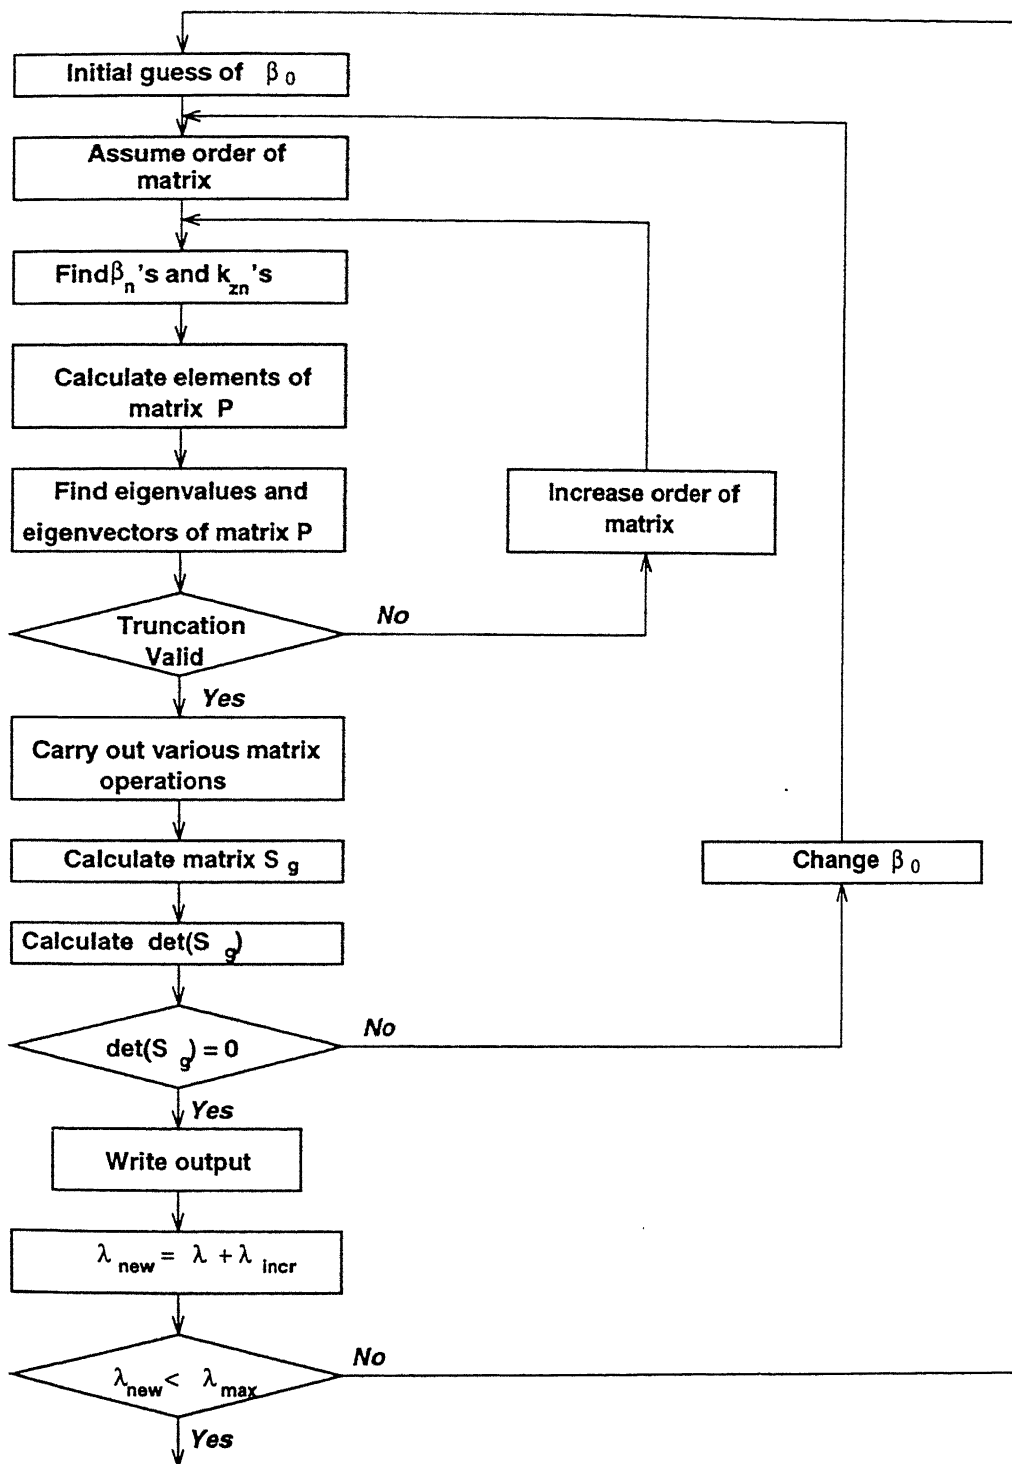 Initial guess of β0
Assume order of
matrix
Find βn's and kzn's
Calculate elements of
matrix P
Find eigenvalues and
eigenvectors of matrix P
Increase order of
matrix
Truncation
Valid
No
Yes
Carry out various matrix
operations
Calculate matrix Sg
Change β0
Calculate det(Sg)
det(Sg) = 0
No
Yes
Write output
λnew = λ + λincr
λnew < λmax
No
Yes